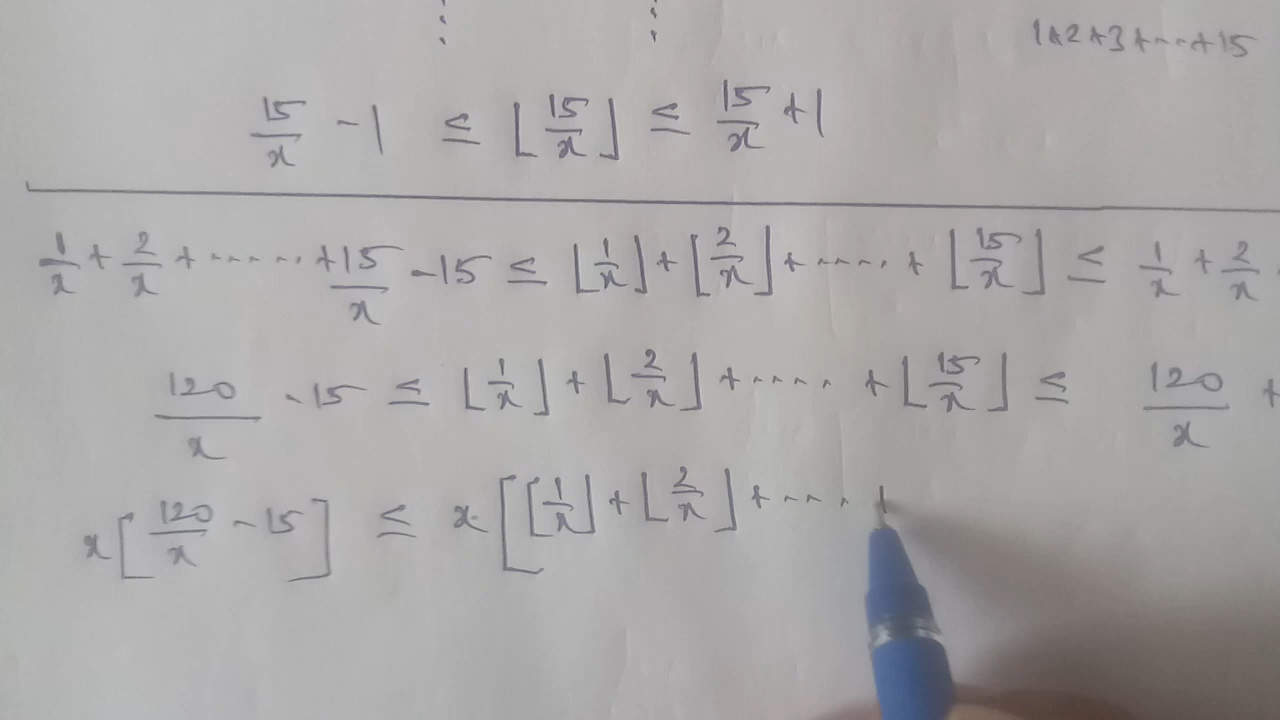 1+2+3+...+15
15/x - 1 ≤ ⌊15/x⌋ ≤ 15/x + 1
1/x + 2/x + ...... + 15/x - 15 ≤ ⌊1/x⌋ + ⌊2/x⌋ + ..... + ⌊15/x⌋ ≤ 1/x + 2/x
120/x - 15 ≤ ⌊1/x⌋ + ⌊2/x⌋ + ..... + ⌊15/x⌋ ≤ 120/x +
x[120/x - 15] ≤ x.[⌊1/x⌋ + ⌊2/x⌋ + ....